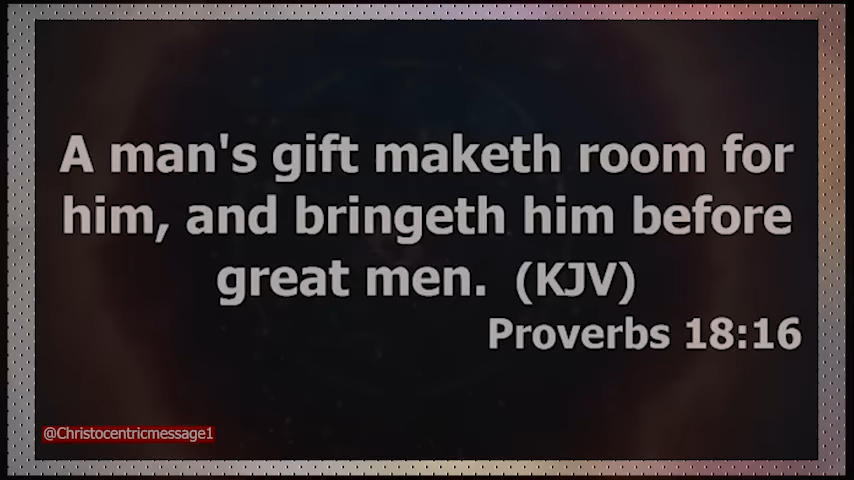 A man's gift maketh room for
him, and bringeth him before
great men. (KJV)
Proverbs 18:16
@Christocentricmessage1